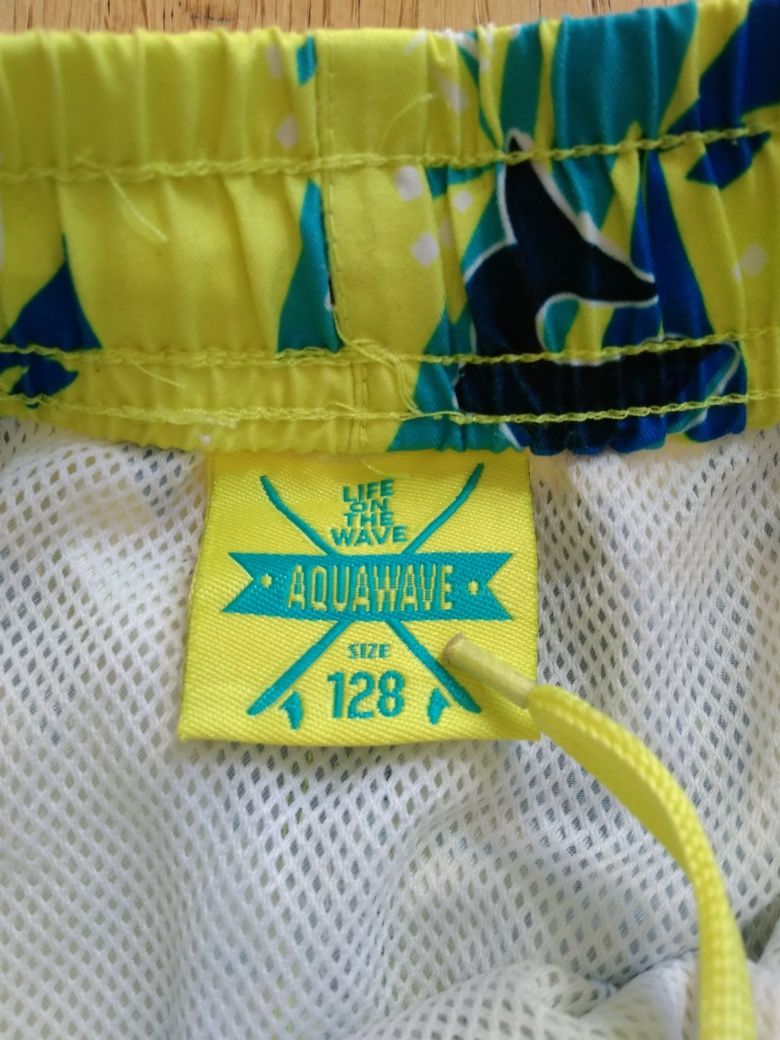 LIFE
ON
THE
WAVE
AQUAWAVE
SIZE
128